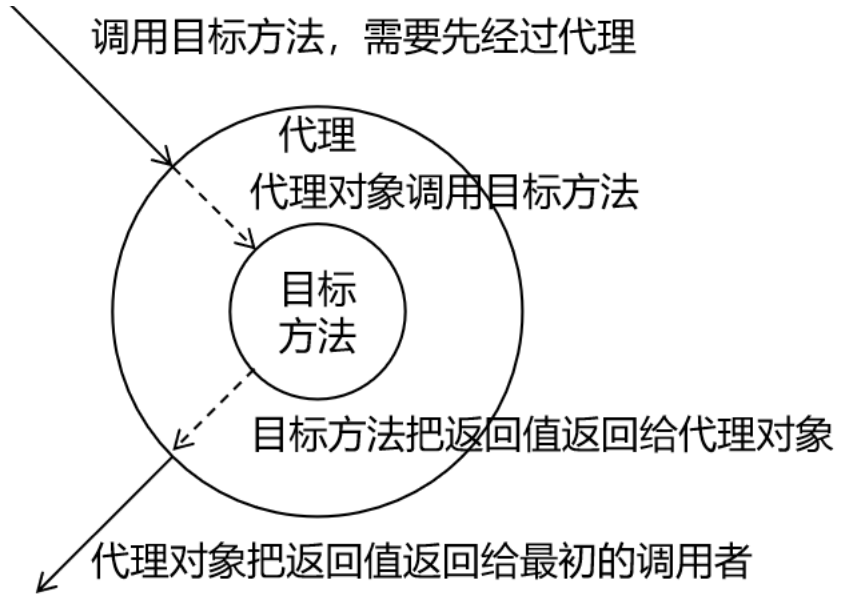 调用目标方法，需要先经过代理
代理
代理对象调用目标方法
目标
方法
目标方法把返回值返回给代理对象
代理对象把返回值返回给最初的调用者